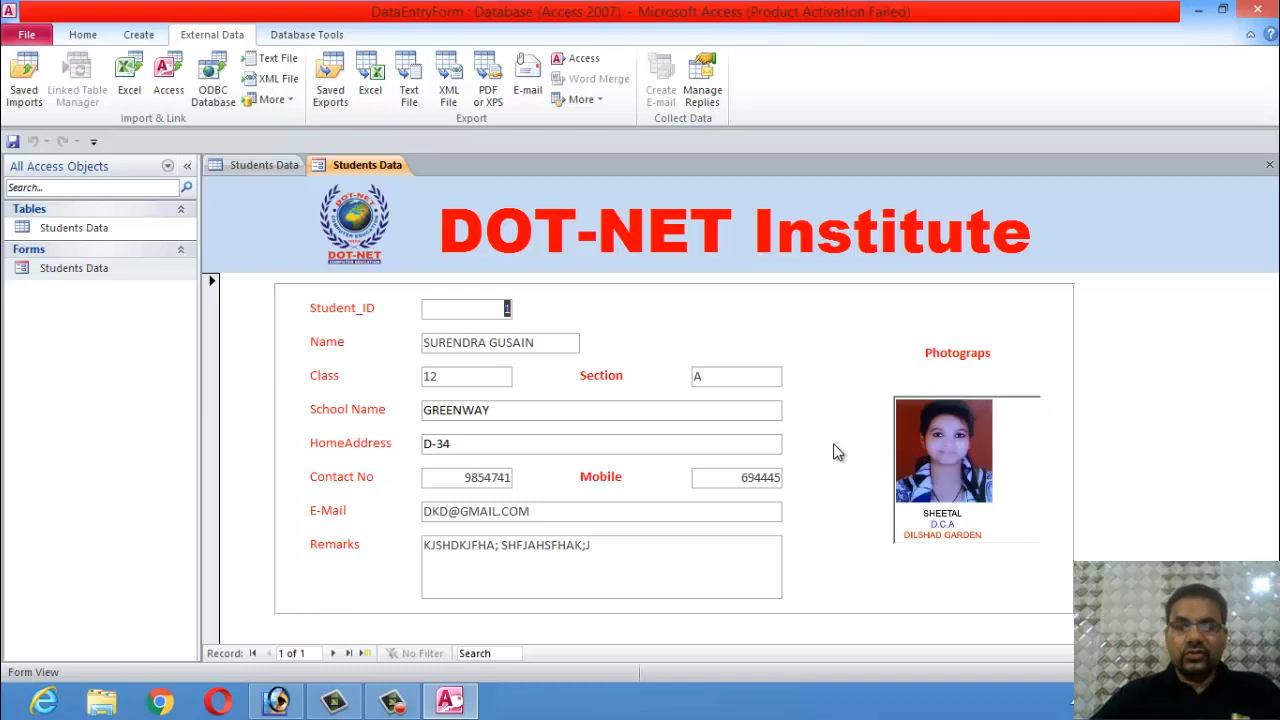 DataEntryForm : Database (Access 2007) - Microsoft Access (Product Activation Failed)
File Home Create External Data Database Tools
Saved Imports
Linked Table Manager
Excel
Access
ODBC Database
Text File
XML File
More
Import & Link
Saved Exports
Excel
Text File
XML File
PDF or XPS
E-mail
Access
Word Merge
More
Export
Create E-mail
Manage Replies
Collect Data
All Access Objects
Search...
Tables
Students Data
Forms
Students Data
Students Data Students Data
DOT-NET
DOT-NET
COMPUTER EDUCATION
DOT-NET Institute
Student_ID 1
Name SURENDRA GUSAIN
Class 12 Section A
School Name GREENWAY
HomeAddress D-34
Contact No 9854741 Mobile 694445
E-Mail DKD@GMAIL.COM
Remarks KJSHDKJFHA; SHFJAHSFHAK;J
Photograps
SHEETAL
D.C.A
DILSHAD GARDEN
Record: 1 of 1 No Filter Search
Form View